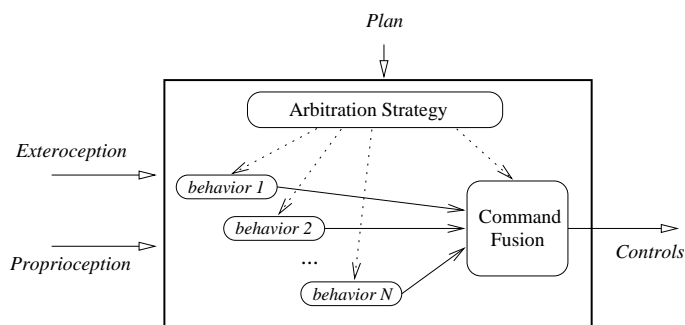 Plan
Arbitration Strategy
Exteroception
behavior 1
behavior 2
Command
Fusion
Proprioception
Controls
...
behavior N